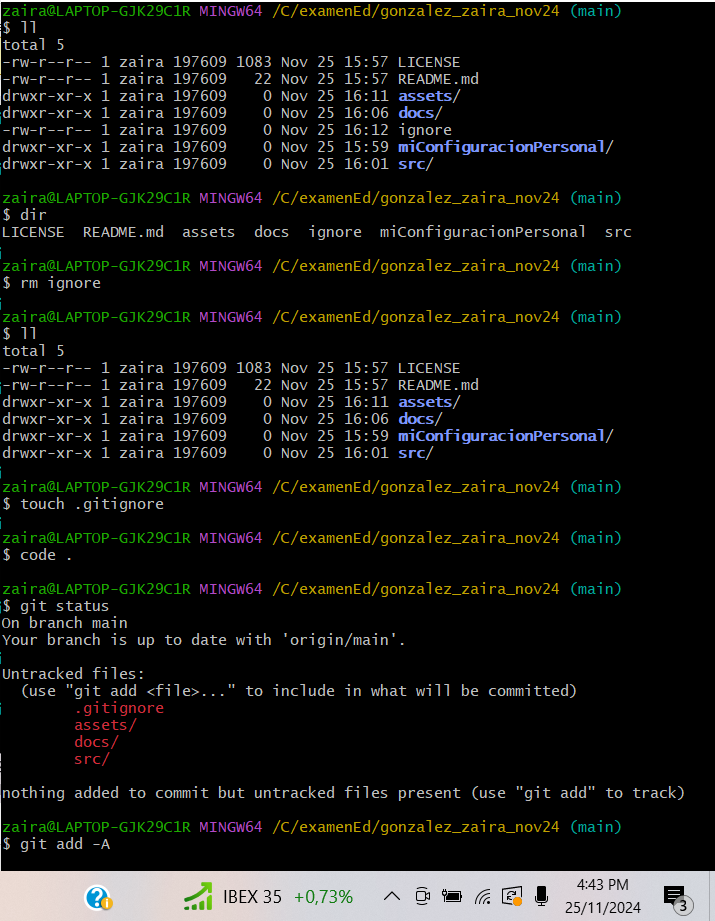 zaira@LAPTOP-GJK29C1R MINGW64 /C/examenEd/gonzalez_zaira_nov24 (main)
$ ll
total 5
-rw-r--r-- 1 zaira 197609 1083 Nov 25 15:57 LICENSE
-rw-r--r-- 1 zaira 197609   22 Nov 25 15:57 README.md
drwxr-xr-x 1 zaira 197609    0 Nov 25 16:11 assets/
drwxr-xr-x 1 zaira 197609    0 Nov 25 16:06 docs/
-rw-r--r-- 1 zaira 197609    0 Nov 25 16:12 ignore
drwxr-xr-x 1 zaira 197609    0 Nov 25 15:59 miConfiguracionPersonal/
drwxr-xr-x 1 zaira 197609    0 Nov 25 16:01 src/
zaira@LAPTOP-GJK29C1R MINGW64 /C/examenEd/gonzalez_zaira_nov24 (main)
$ dir
LICENSE  README.md  assets  docs  ignore  miConfiguracionPersonal  src
zaira@LAPTOP-GJK29C1R MINGW64 /C/examenEd/gonzalez_zaira_nov24 (main)
$ rm ignore
zaira@LAPTOP-GJK29C1R MINGW64 /C/examenEd/gonzalez_zaira_nov24 (main)
$ ll
total 5
-rw-r--r-- 1 zaira 197609 1083 Nov 25 15:57 LICENSE
-rw-r--r-- 1 zaira 197609   22 Nov 25 15:57 README.md
drwxr-xr-x 1 zaira 197609    0 Nov 25 16:11 assets/
drwxr-xr-x 1 zaira 197609    0 Nov 25 16:06 docs/
drwxr-xr-x 1 zaira 197609    0 Nov 25 15:59 miConfiguracionPersonal/
drwxr-xr-x 1 zaira 197609    0 Nov 25 16:01 src/
zaira@LAPTOP-GJK29C1R MINGW64 /C/examenEd/gonzalez_zaira_nov24 (main)
$ touch .gitignore
zaira@LAPTOP-GJK29C1R MINGW64 /C/examenEd/gonzalez_zaira_nov24 (main)
$ code .
zaira@LAPTOP-GJK29C1R MINGW64 /C/examenEd/gonzalez_zaira_nov24 (main)
$ git status
On branch main
Your branch is up to date with 'origin/main'.
Untracked files:
  (use "git add <file>..." to include in what will be committed)
        .gitignore
        assets/
        docs/
        src/
nothing added to commit but untracked files present (use "git add" to track)
zaira@LAPTOP-GJK29C1R MINGW64 /C/examenEd/gonzalez_zaira_nov24 (main)
$ git add -A
IBEX 35 +0,73%
4:43 PM
25/11/2024
3